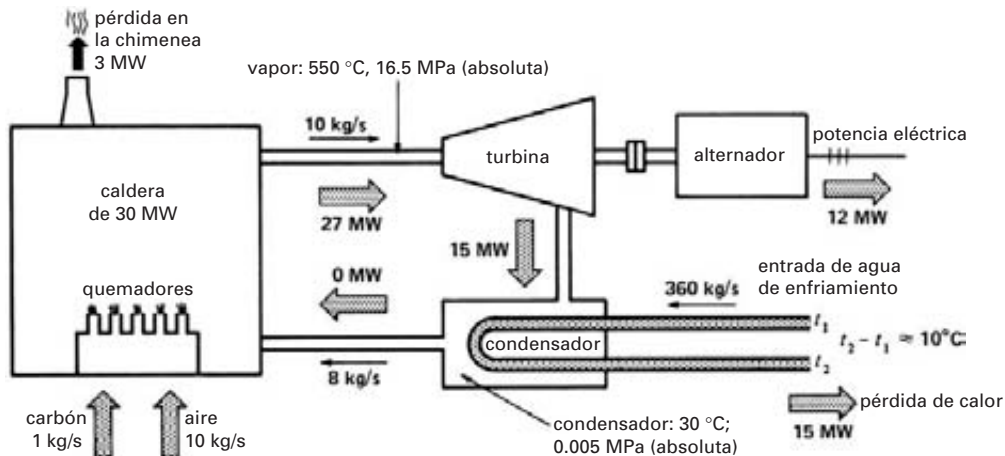 pérdida en
la chimenea
3 MW
vapor: 550 °C, 16.5 MPa (absoluta)
10 kg/s
turbina
alternador
potencia eléctrica
12 MW
caldera
de 30 MW
27 MW
15 MW
0 MW
quemadores
8 kg/s
condensador
360 kg/s
entrada de agua
de enfriamiento
t₁
t₂
t₂ – t₁ ≈ 10°C:
pérdida de calor
15 MW
condensador: 30 °C;
0.005 MPa (absoluta)
carbón
1 kg/s
aire
10 kg/s